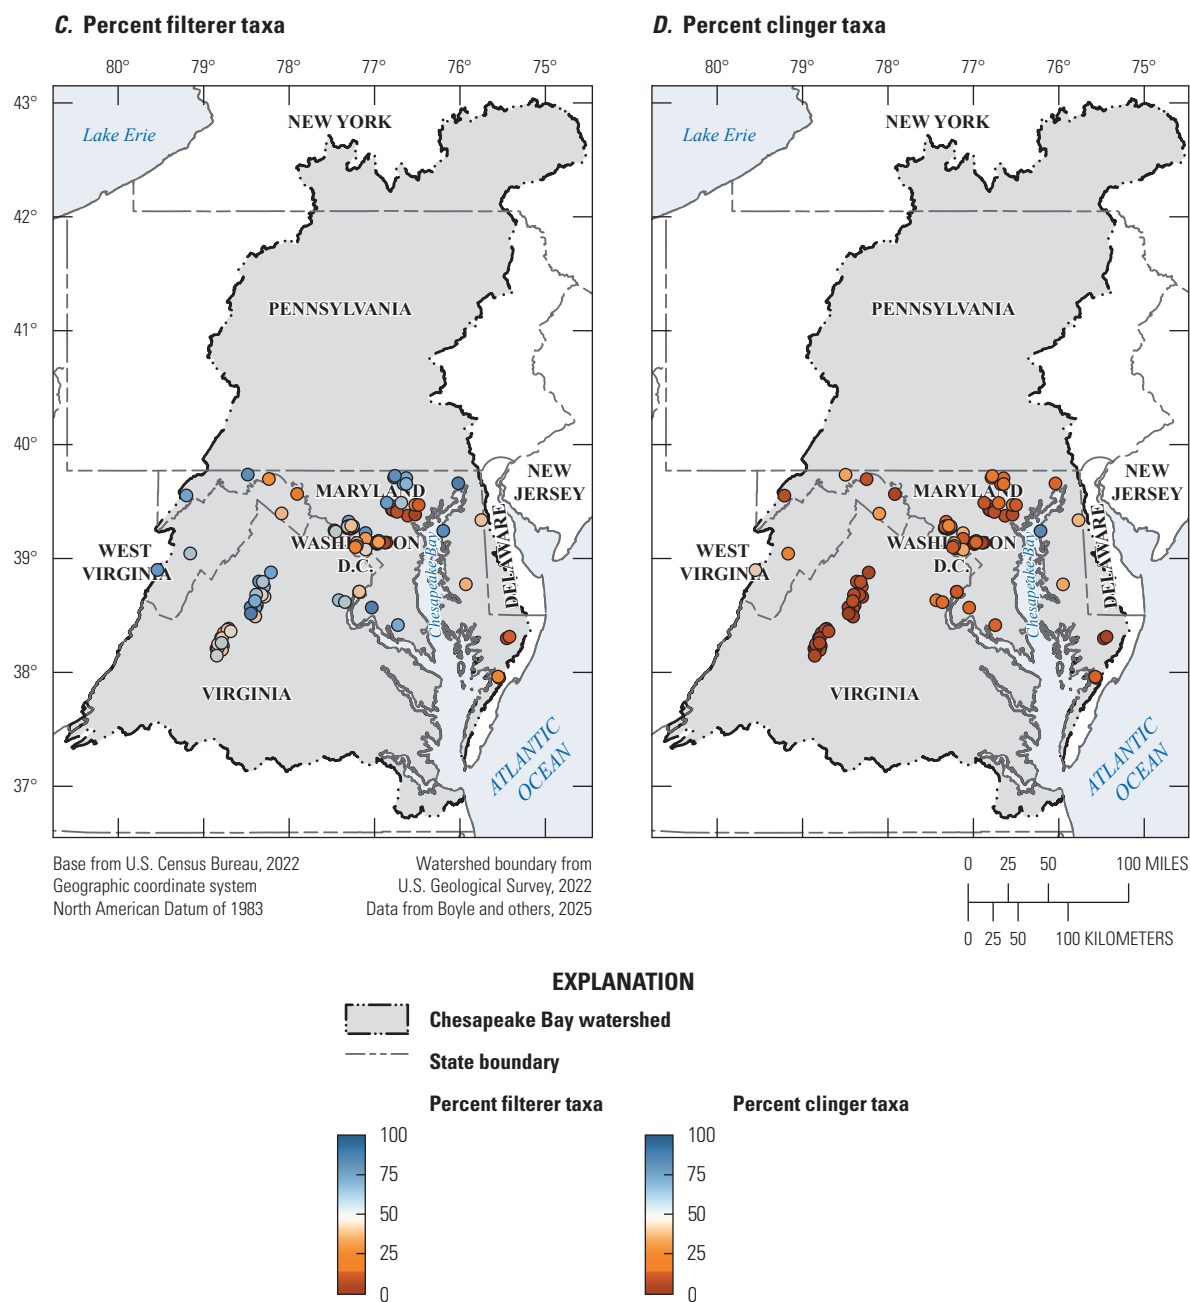 C. Percent filterer taxa
D. Percent clinger taxa
80° 79° 78° 77° 76° 75°
80° 79° 78° 77° 76° 75°
43°
42°
41°
40°
39°
38°
37°
Lake Erie
NEW YORK
PENNSYLVANIA
NEW
JERSEY
MARYLAND
WASHINGTON
D.C.
WEST
VIRGINIA
DELAWARE
Chesapeake Bay
VIRGINIA
ATLANTIC
OCEAN
Lake Erie
NEW YORK
PENNSYLVANIA
NEW
JERSEY
MARYLAND
WASHINGTON
D.C.
WEST
VIRGINIA
DELAWARE
Chesapeake Bay
VIRGINIA
ATLANTIC
OCEAN
Base from U.S. Census Bureau, 2022
Geographic coordinate system
North American Datum of 1983
Watershed boundary from
U.S. Geological Survey, 2022
Data from Boyle and others, 2025
0 25 50 100 MILES
0 25 50 100 KILOMETERS
EXPLANATION
Chesapeake Bay watershed
State boundary
Percent filterer taxa
Percent clinger taxa
100
75
50
25
0
100
75
50
25
0